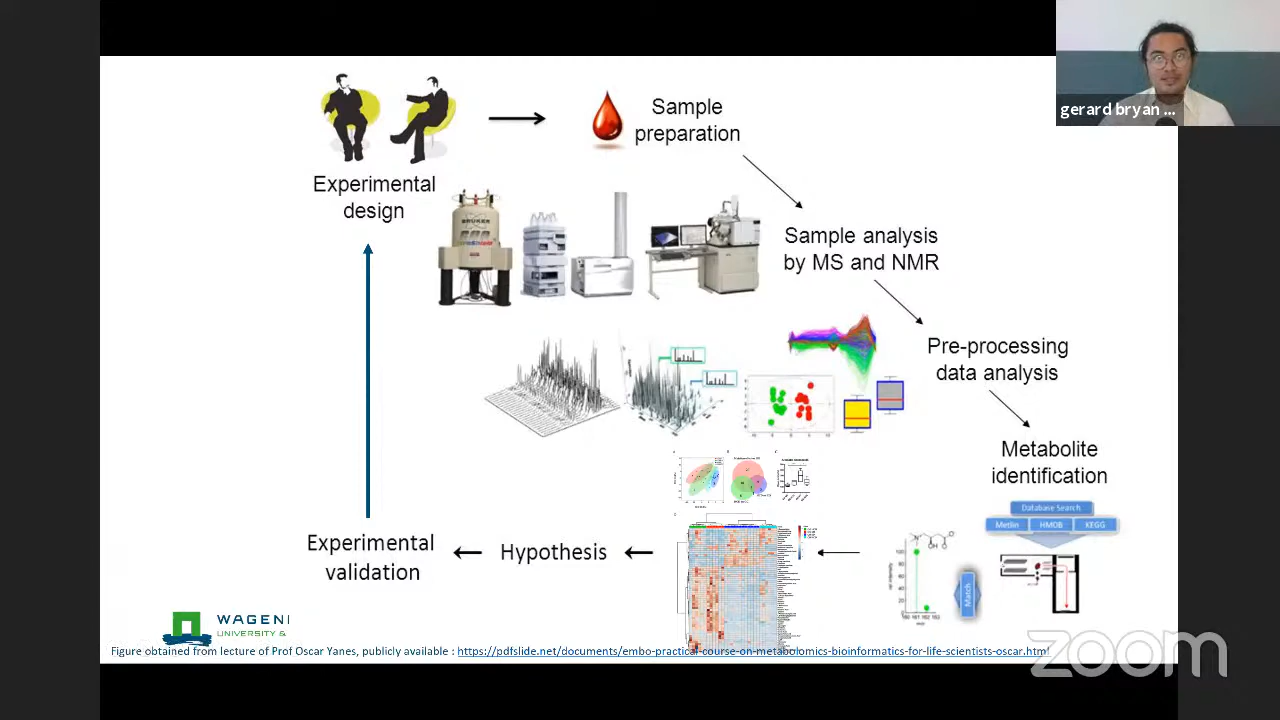 gerard bryan ...
Sample
preparation
Experimental
design
BRUKER
Sample analysis
by MS and NMR
Pre-processing
data analysis
Metabolite
identification
Database Search
Metlin
HMDB
KEGG
Match
Hypothesis
Experimental
validation
WAGENI
UNIVERSITY &
Figure obtained from lecture of Prof Oscar Yanes, publicly available : https://pdfslide.net/documents/embo-practical-course-on-metabolomics-bioinformatics-for-life-scientists-oscar.html
zoom